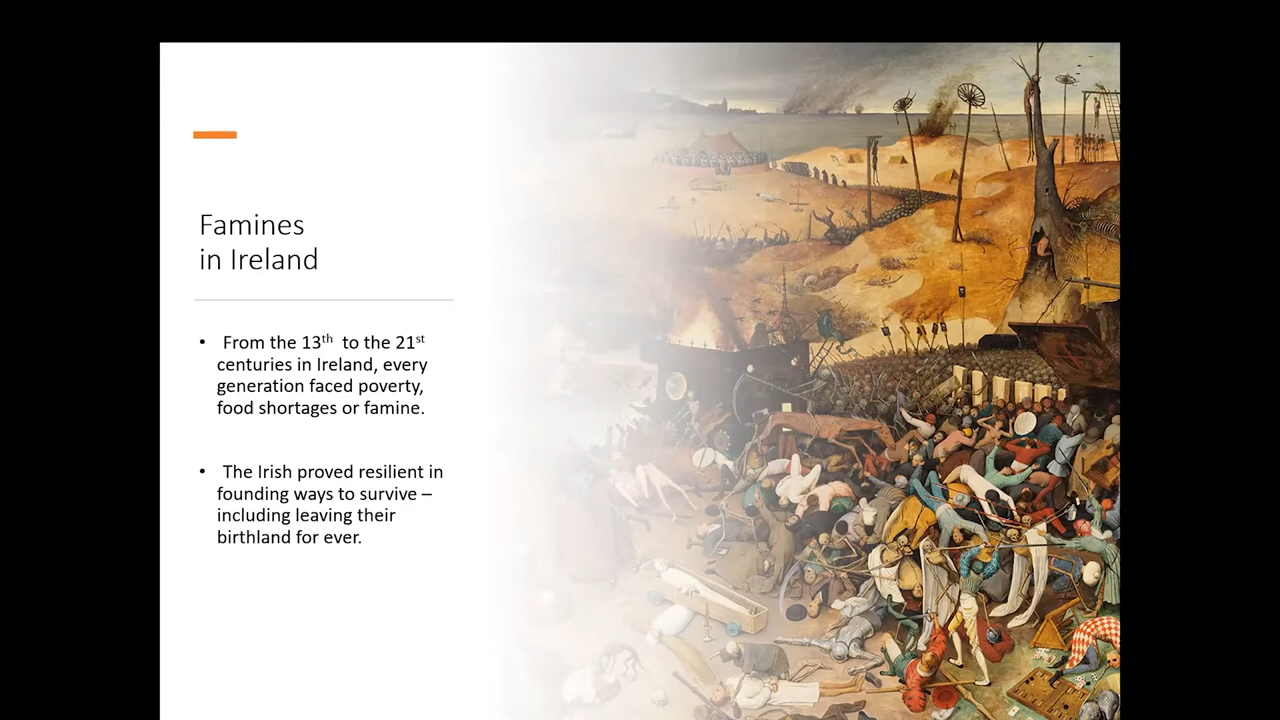 Famines
in Ireland
• From the 13th to the 21st
centuries in Ireland, every
generation faced poverty,
food shortages or famine.
• The Irish proved resilient in
founding ways to survive –
including leaving their
birthland for ever.